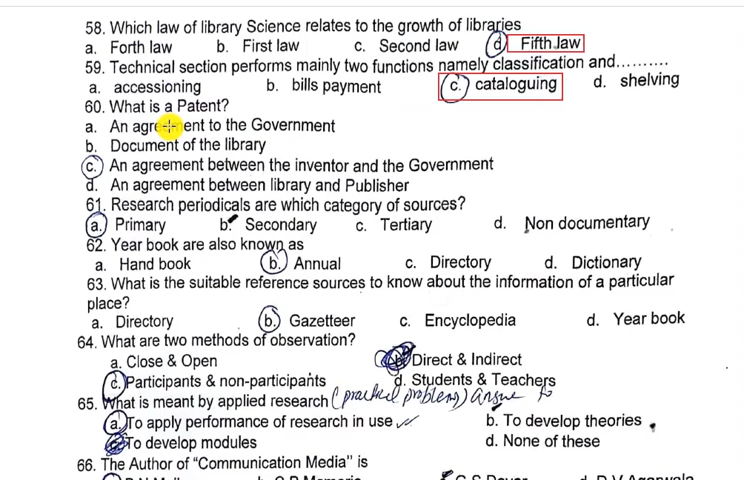 58. Which law of library Science relates to the growth of libraries
a. Forth law b. First law c. Second law d. Fifth law
59. Technical section performs mainly two functions namely classification and..........
a. accessioning b. bills payment c. cataloguing d. shelving
60. What is a Patent?
a. An agreement to the Government
b. Document of the library
c. An agreement between the inventor and the Government
d. An agreement between library and Publisher
61. Research periodicals are which category of sources?
a. Primary b. Secondary c. Tertiary d. Non documentary
62. Year book are also known as
a. Hand book b. Annual c. Directory d. Dictionary
63. What is the suitable reference sources to know about the information of a particular
place?
a. Directory b. Gazetteer c. Encyclopedia d. Year book
64. What are two methods of observation?
a. Close & Open b. Direct & Indirect
c. Participants & non-participants d. Students & Teachers
65. What is meant by applied research (practical problems)
a. To apply performance of research in use b. To develop theories
c. To develop modules d. None of these
66. The Author of "Communication Media" is